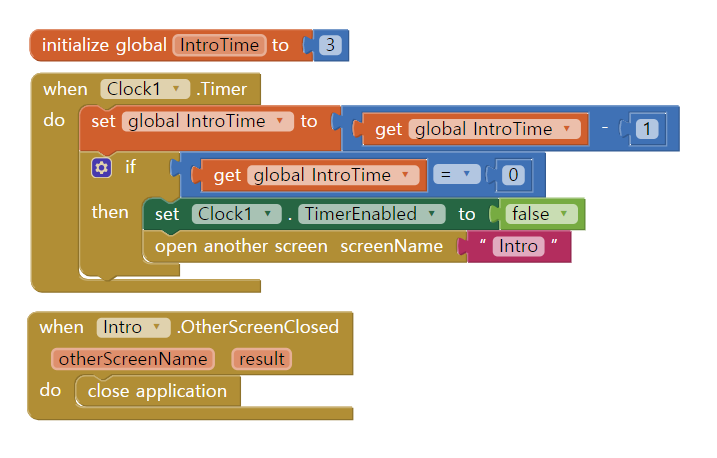 initialize global IntroTime to 3
when Clock1 .Timer
do set global IntroTime to get global IntroTime - 1
if get global IntroTime = 0
then set Clock1 . TimerEnabled to false
open another screen screenName “ Intro ”
when Intro .OtherScreenClosed
otherScreenName result
do close application